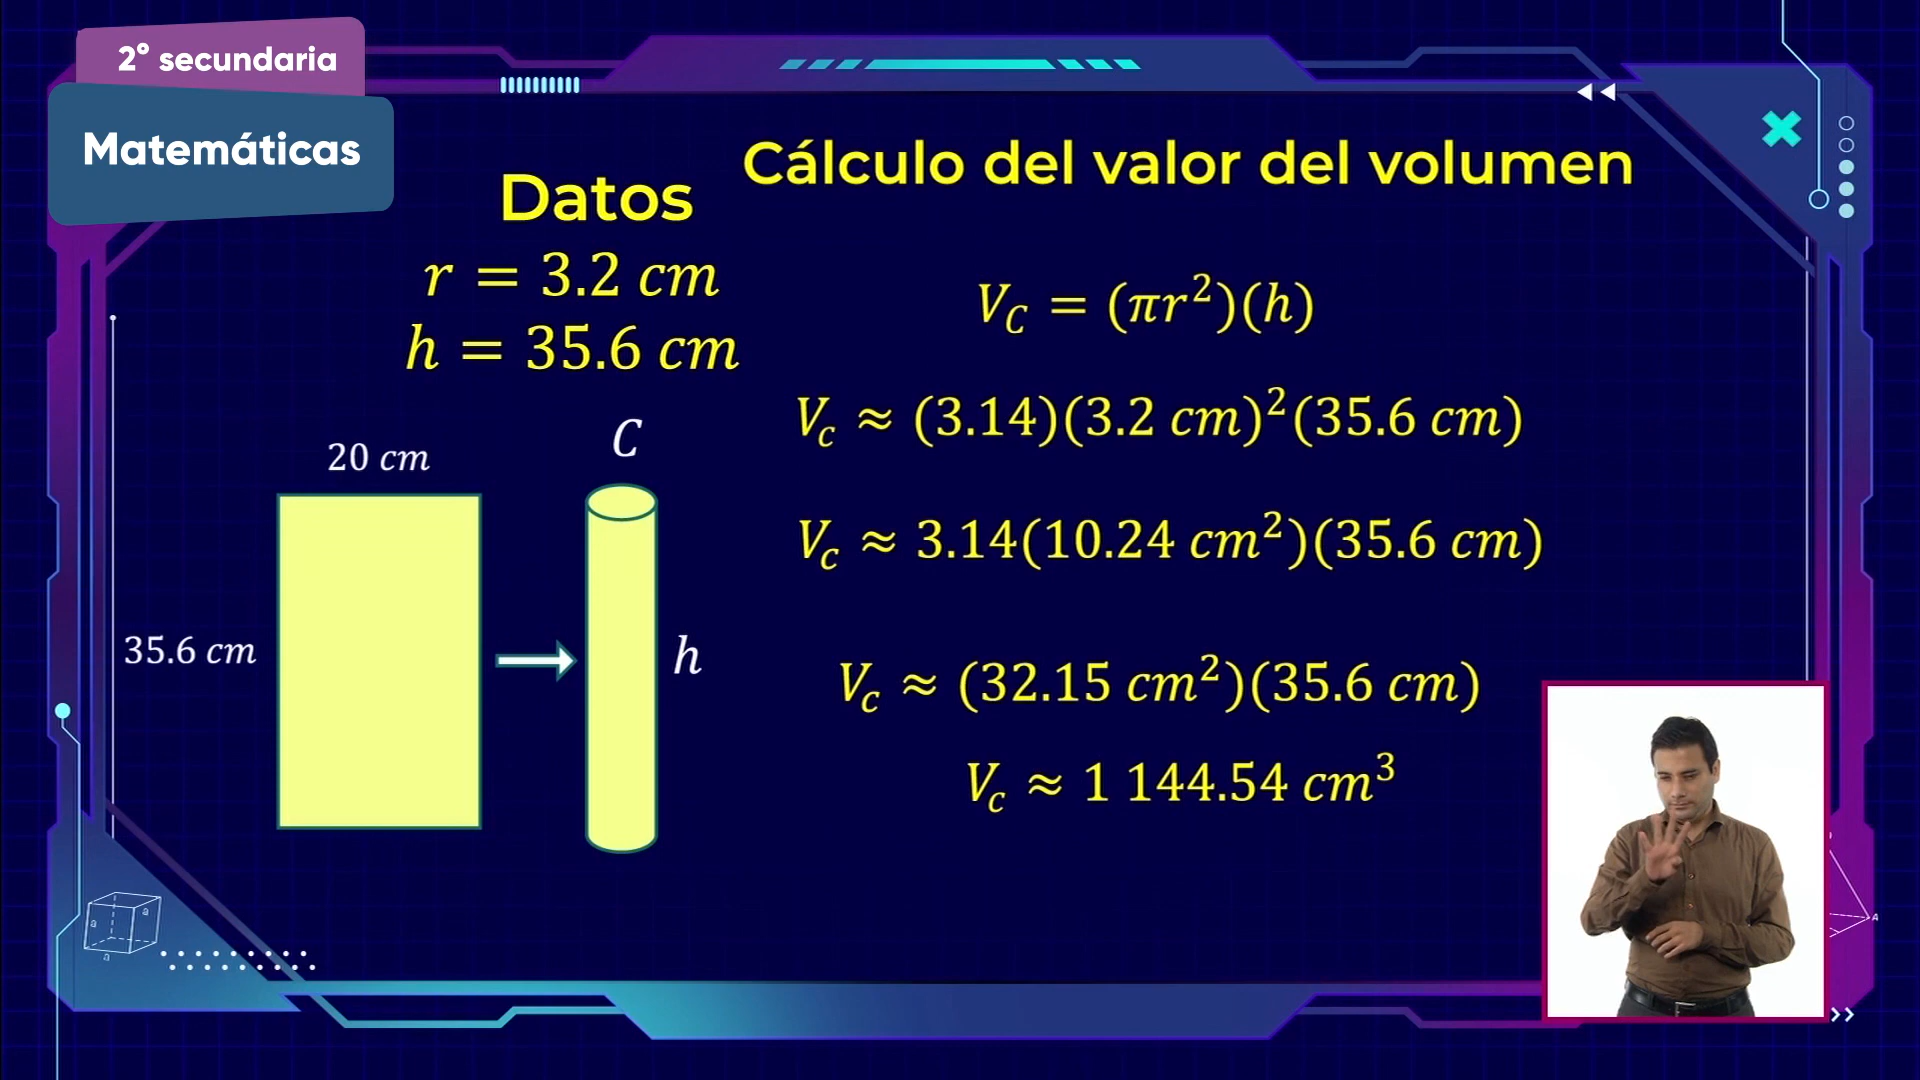 2° secundaria
Matemáticas
Cálculo del valor del volumen
Datos
r = 3.2 cm
h = 35.6 cm
20 cm
35.6 cm
C
h
V_C = (πr²)(h)
V_c ≈ (3.14)(3.2 cm)²(35.6 cm)
V_c ≈ 3.14(10.24 cm²)(35.6 cm)
V_c ≈ (32.15 cm²)(35.6 cm)
V_c ≈ 1 144.54 cm³
a
a
a
A